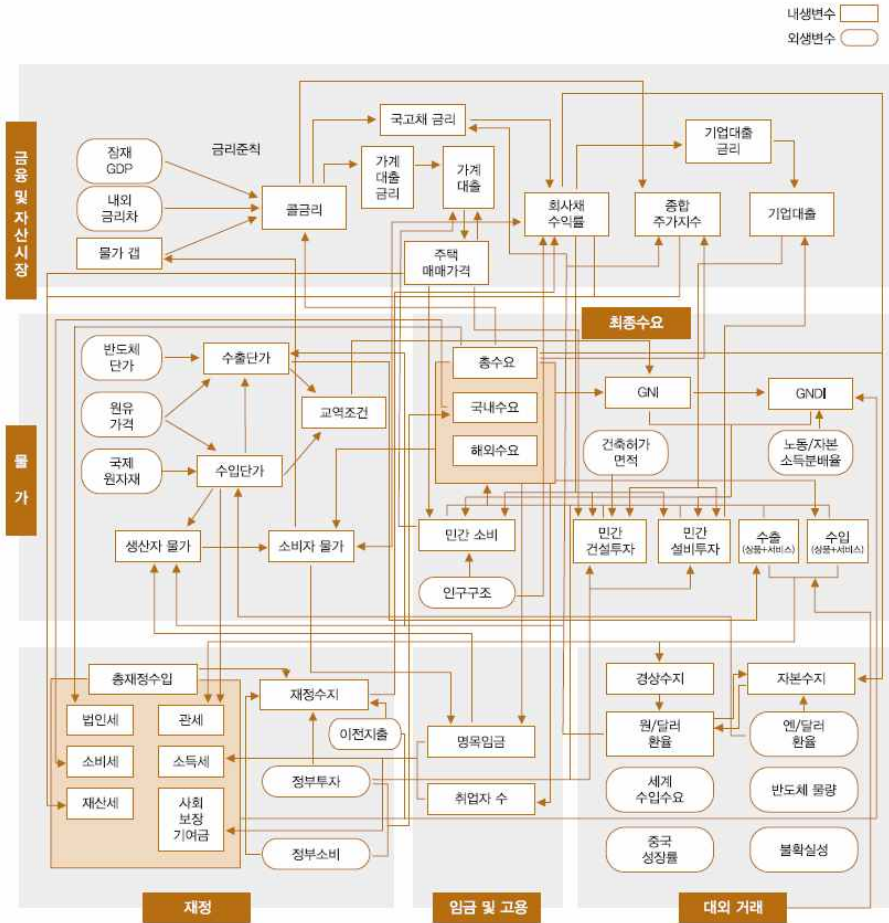 내생변수
외생변수
금융 및 자산시장
잠재
GDP
내외
금리차
물가 갭
금리준칙
콜금리
국고채 금리
가계
대출
금리
가계
대출
주택
매매가격
회사채
수익률
종합
주가지수
기업대출
금리
기업대출
최종수요
물가
반도체
단가
원유
가격
국제
원자재
수출단가
수입단가
교역조건
생산자 물가
소비자 물가
총수요
국내수요
해외수요
GNI
GNDI
건축허가
면적
노동/자본
소득분배율
민간 소비
민간
건설투자
민간
설비투자
수출
(상품+서비스)
수입
(상품+서비스)
인구구조
총재정수입
법인세
관세
소비세
소득세
재산세
사회
보장
기여금
재정수지
이전지출
정부투자
정부소비
명목임금
취업자 수
경상수지
자본수지
원/달러
환율
엔/달러
환율
세계
수입수요
반도체 물량
중국
성장률
불확실성
재정
임금 및 고용
대외 거래